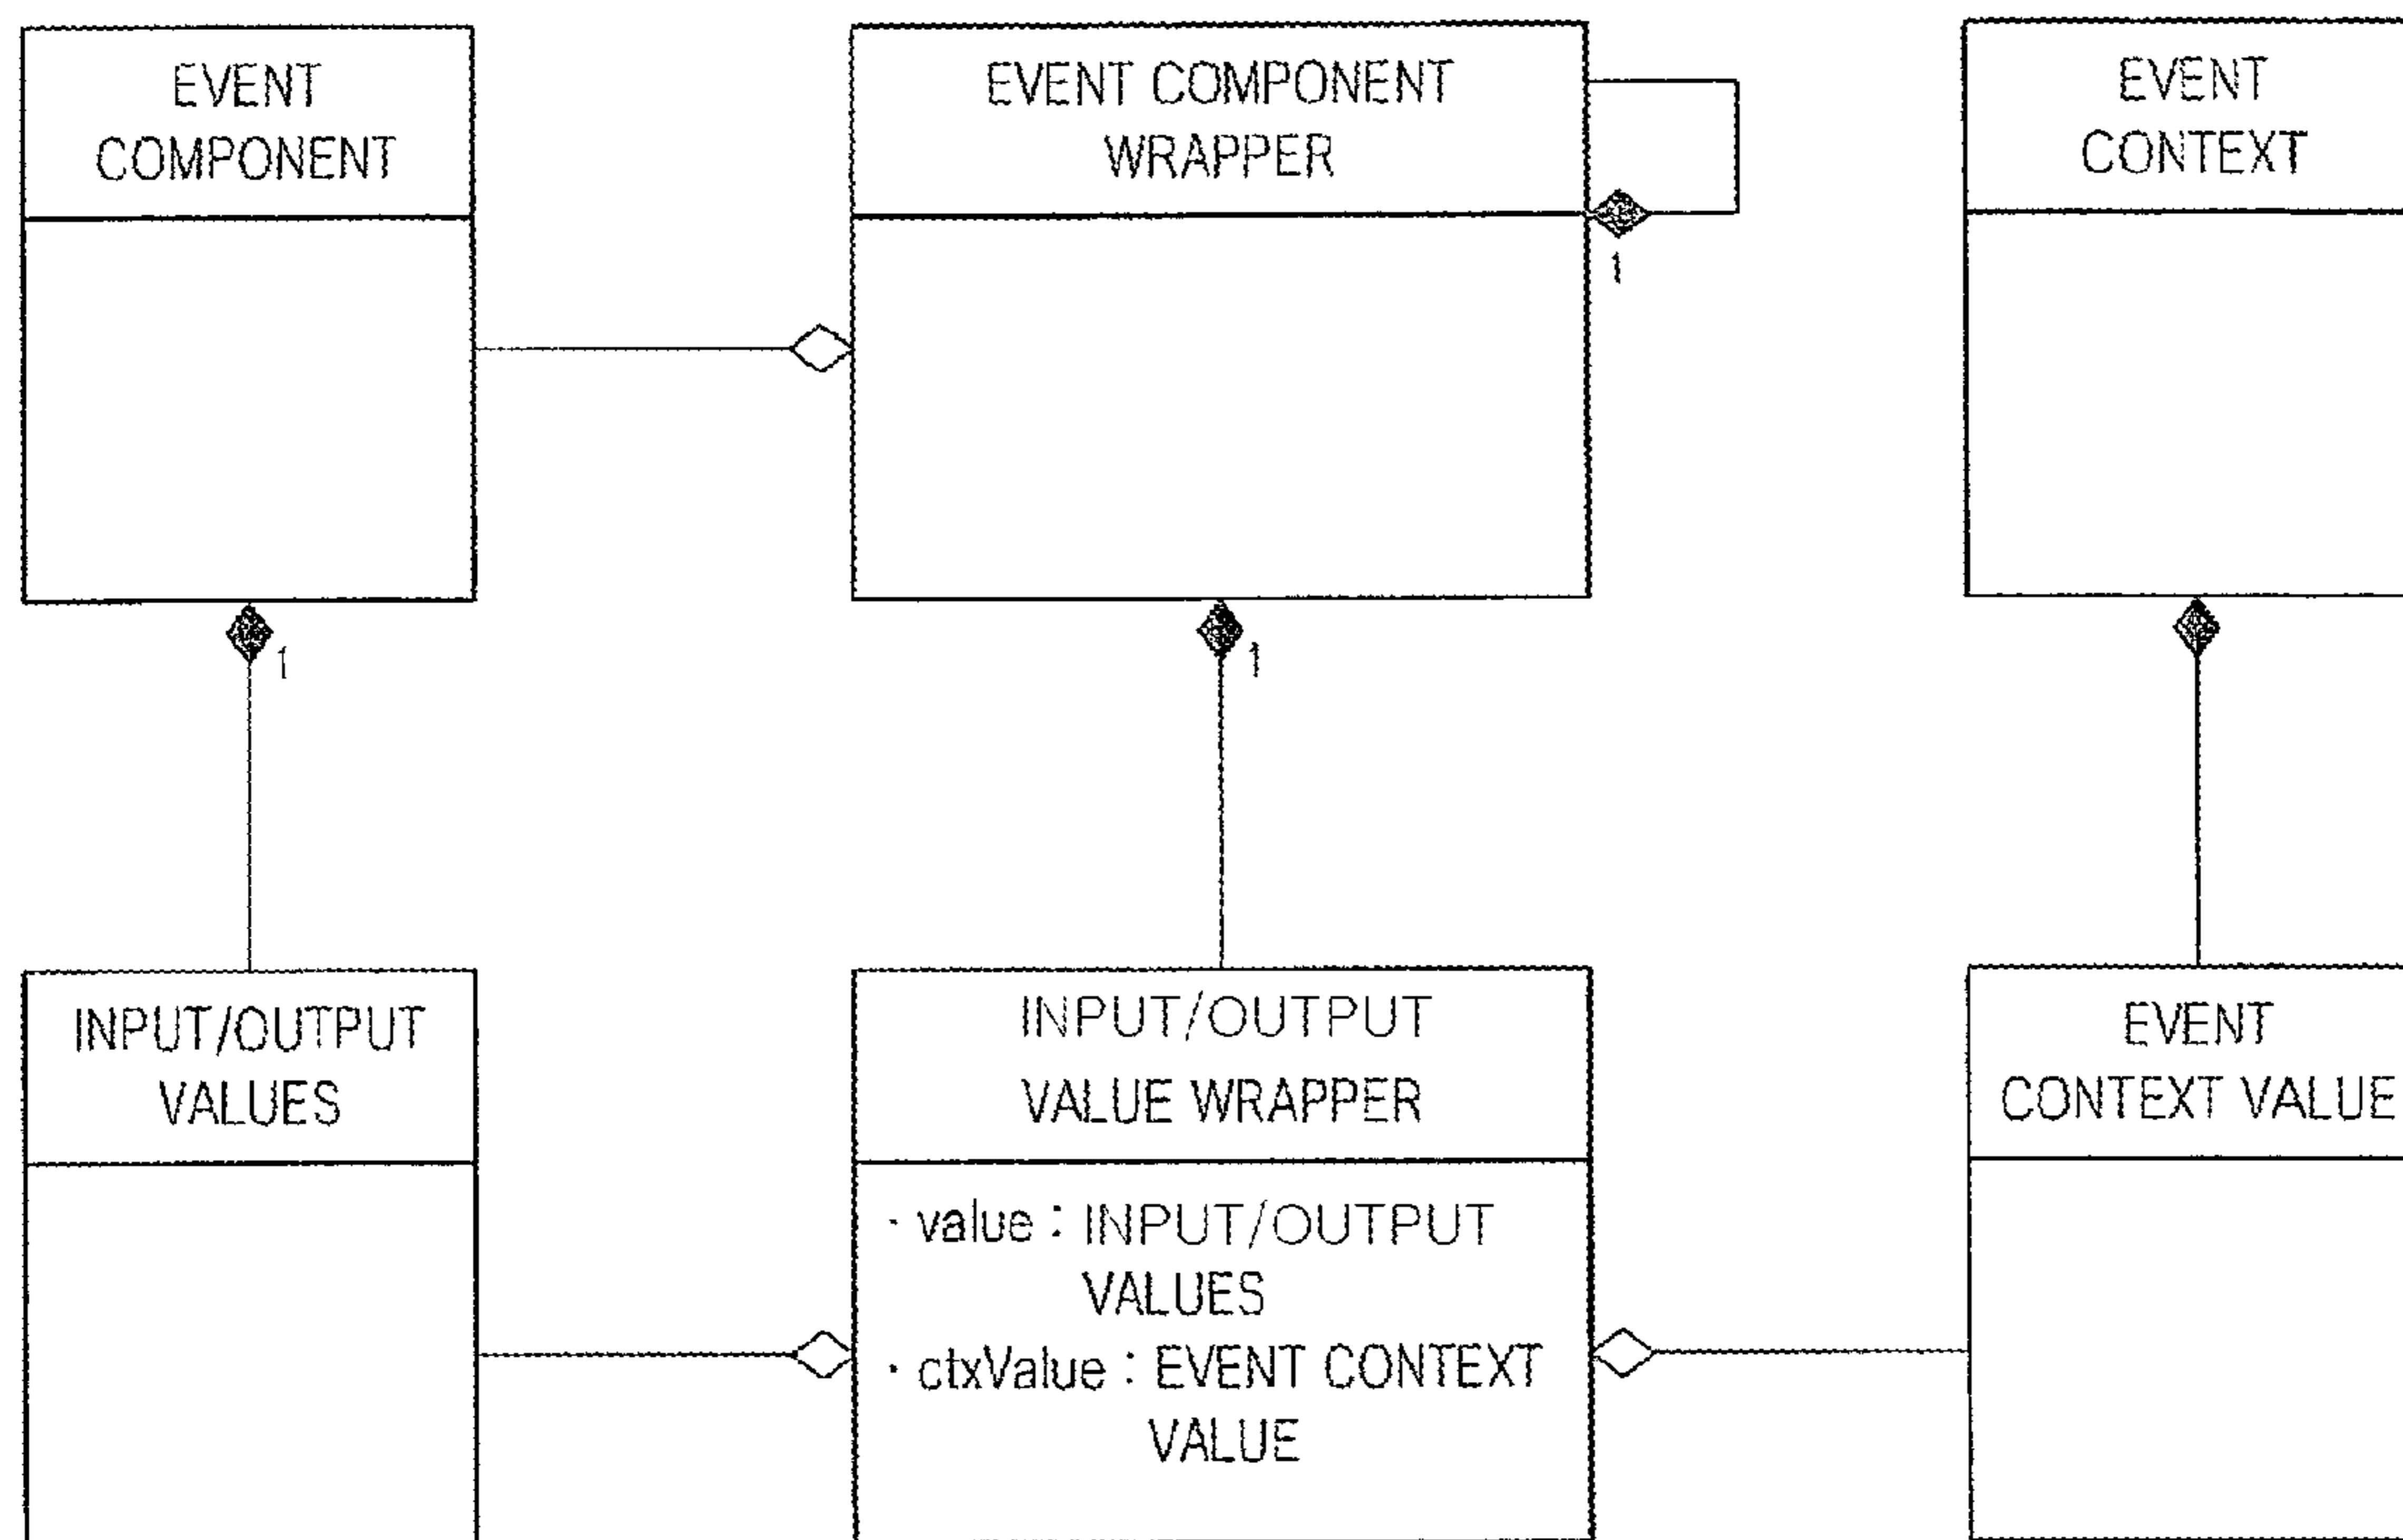 EVENT
COMPONENT
EVENT COMPONENT
WRAPPER
1
EVENT
CONTEXT
1
1
INPUT/OUTPUT
VALUES
INPUT/OUTPUT
VALUE WRAPPER
· value : INPUT/OUTPUT
VALUES
· ctxValue : EVENT CONTEXT
VALUE
EVENT
CONTEXT VALUE